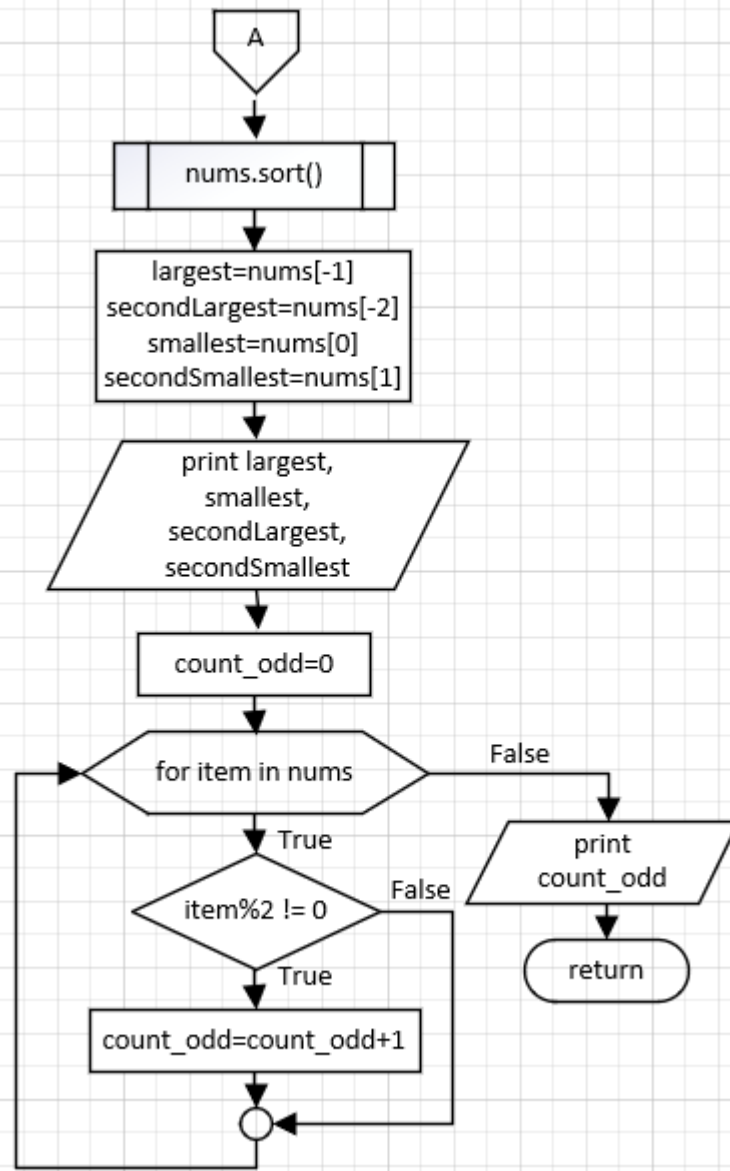 A
nums.sort()
largest=nums[-1]
secondLargest=nums[-2]
smallest=nums[0]
secondSmallest=nums[1]
print largest,
smallest,
secondLargest,
secondSmallest
count_odd=0
for item in nums
False
True
print
count_odd
item%2 != 0
False
return
True
count_odd=count_odd+1